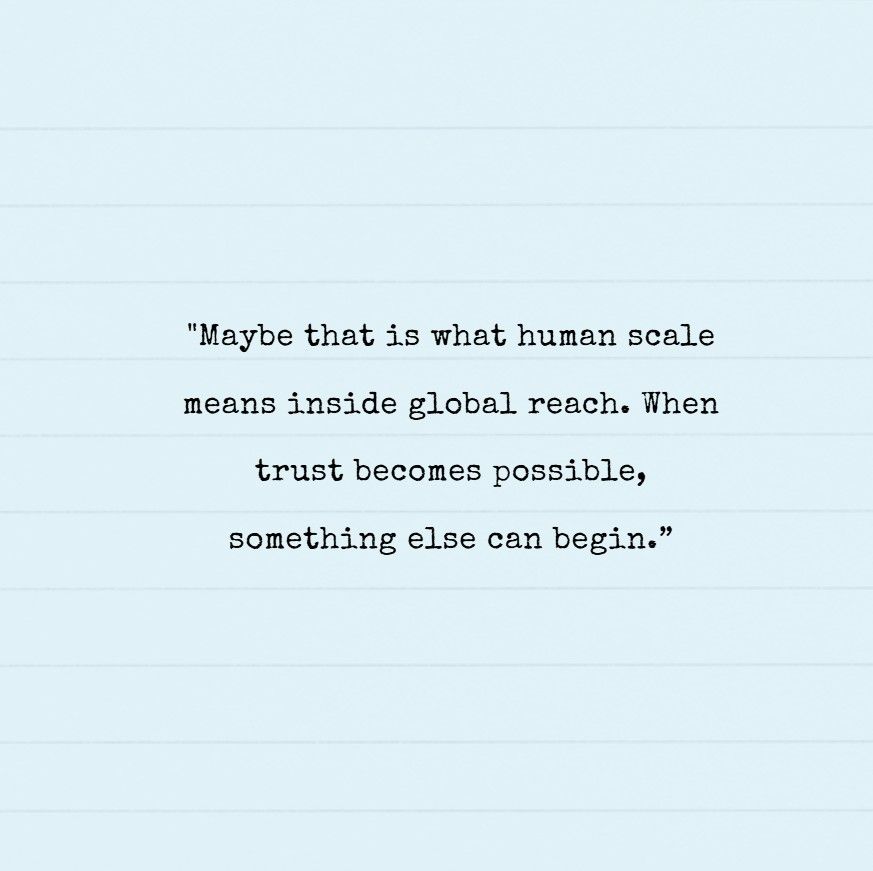 "Maybe that is what human scale
means inside global reach. When
trust becomes possible,
something else can begin.”